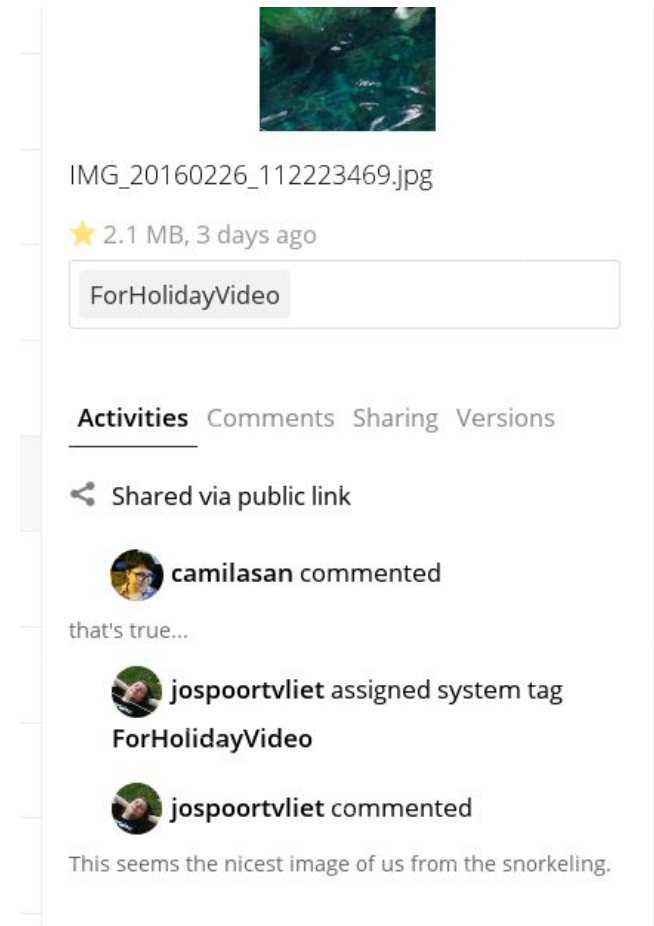 IMG_20160226_112223469.jpg
2.1 MB, 3 days ago
ForHolidayVideo
Activities Comments Sharing Versions
Shared via public link
camilasan commented
that's true...
jospoortvliet assigned system tag
ForHolidayVideo
jospoortvliet commented
This seems the nicest image of us from the snorkeling.